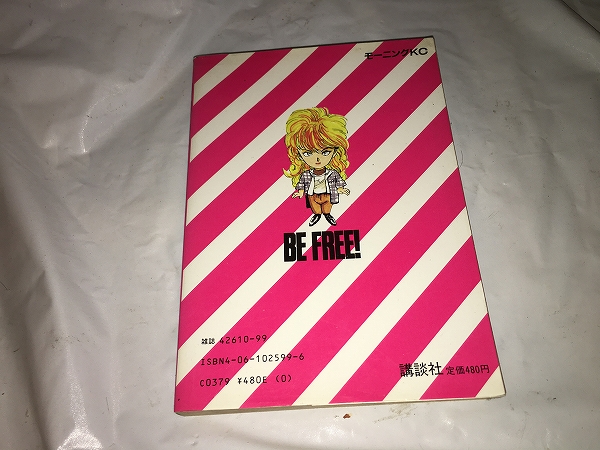 モーニングKC
BE FREE!
雑誌 42610-99
ISBN4-06-102599-6
C0379 ¥480E (0)
講談社 定価480円